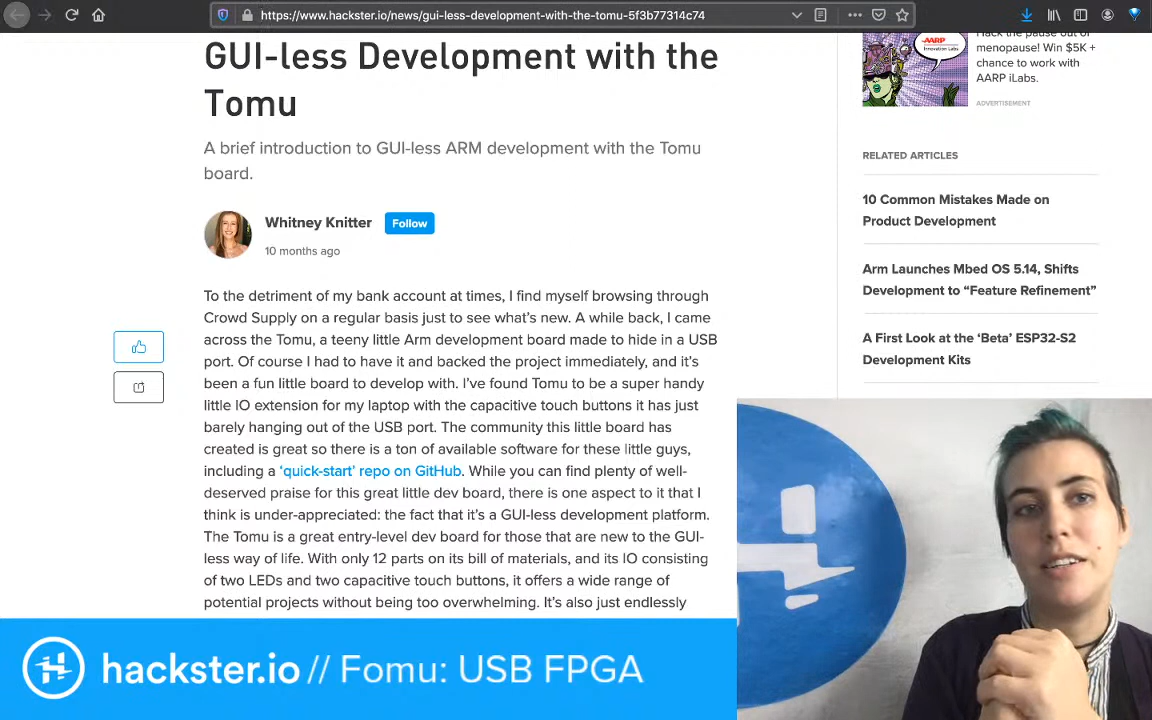 https://www.hackster.io/news/gui-less-development-with-the-tomu-5f3b77314c74
GUI-less Development with the
Tomu
A brief introduction to GUI-less ARM development with the Tomu
board.
Whitney Knitter
Follow
10 months ago
To the detriment of my bank account at times, I find myself browsing through
Crowd Supply on a regular basis just to see what's new. A while back, I came
across the Tomu, a teeny little Arm development board made to hide in a USB
port. Of course I had to have it and backed the project immediately, and it's
been a fun little board to develop with. I've found Tomu to be a super handy
little IO extension for my laptop with the capacitive touch buttons it has just
barely hanging out of the USB port. The community this little board has
created is great so there is a ton of available software for these little guys,
including a 'quick-start' repo on GitHub. While you can find plenty of well-
deserved praise for this great little dev board, there is one aspect to it that I
think is under-appreciated: the fact that it's a GUI-less development platform.
The Tomu is a great entry-level dev board for those that are new to the GUI-
less way of life. With only 12 parts on its bill of materials, and its IO consisting
of two LEDs and two capacitive touch buttons, it offers a wide range of
potential projects without being too overwhelming. It's also just endlessly
AARP
Innovation Labs
Hack the pause out of
menopause! Win $5K +
chance to work with
AARP iLabs.
ADVERTISEMENT
RELATED ARTICLES
10 Common Mistakes Made on
Product Development
Arm Launches Mbed OS 5.14, Shifts
Development to “Feature Refinement”
A First Look at the ‘Beta’ ESP32-S2
Development Kits
hackster.io // Fomu: USB FPGA